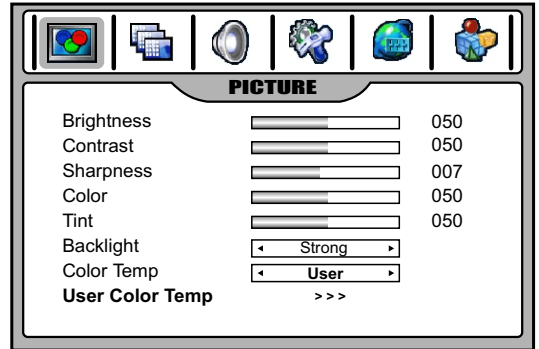 PICTURE
Brightness 050
Contrast 050
Sharpness 007
Color 050
Tint 050
Backlight Strong
Color Temp User
User Color Temp >>>